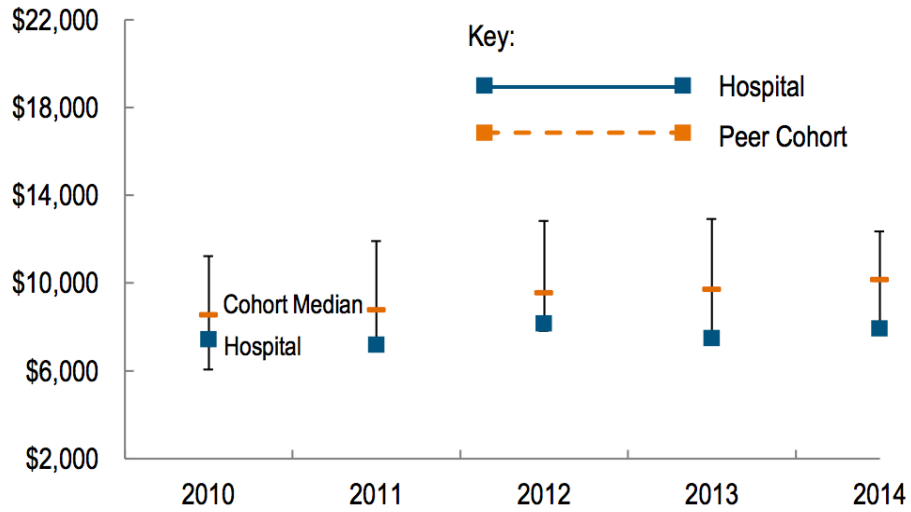 $22,000
Key:
Hospital
$18,000
Peer Cohort
$14,000
$10,000
Cohort Median
Hospital
$6,000
$2,000
2010 2011 2012 2013 2014